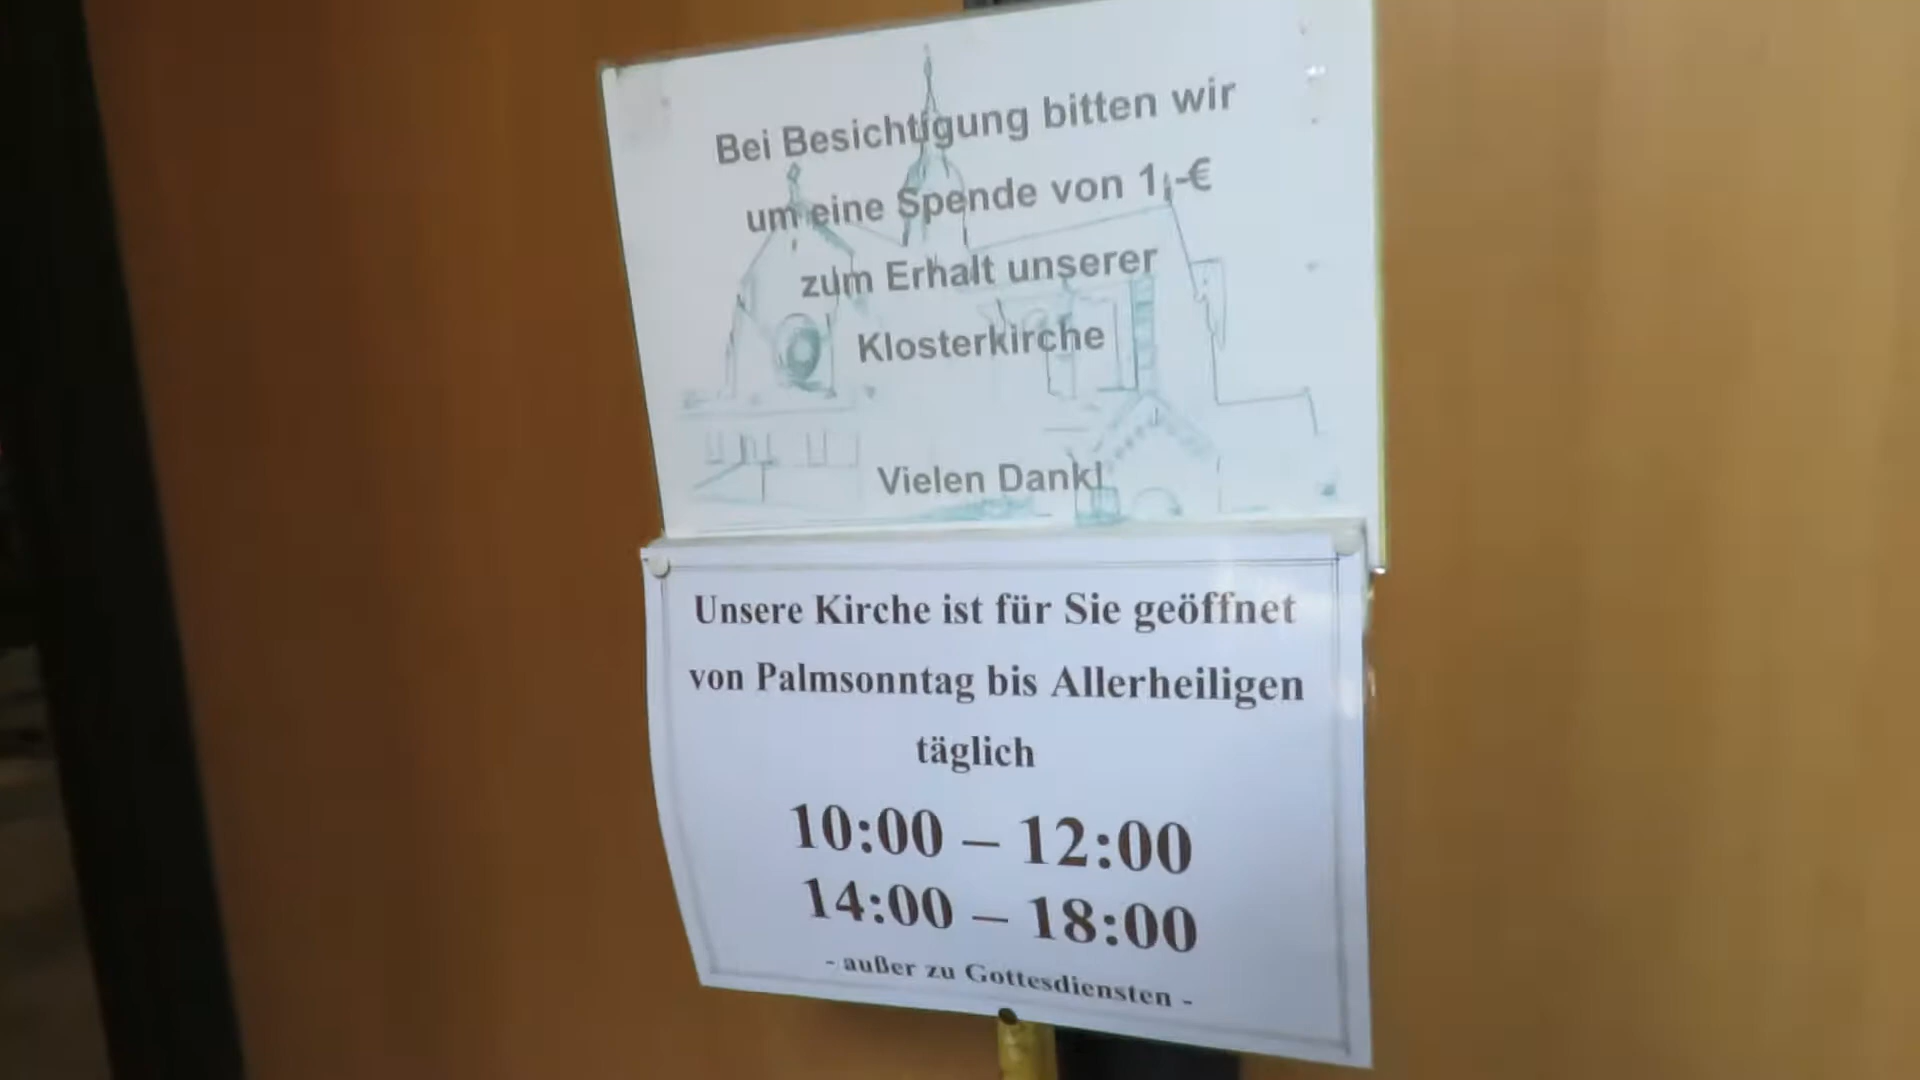 Bei Besichtigung bitten wir
um eine Spende von 1,-€
zum Erhalt unserer
Klosterkirche
Vielen Dank!
Unsere Kirche ist für Sie geöffnet
von Palmsonntag bis Allerheiligen
täglich
10:00 – 12:00
14:00 – 18:00
- außer zu Gottesdiensten -